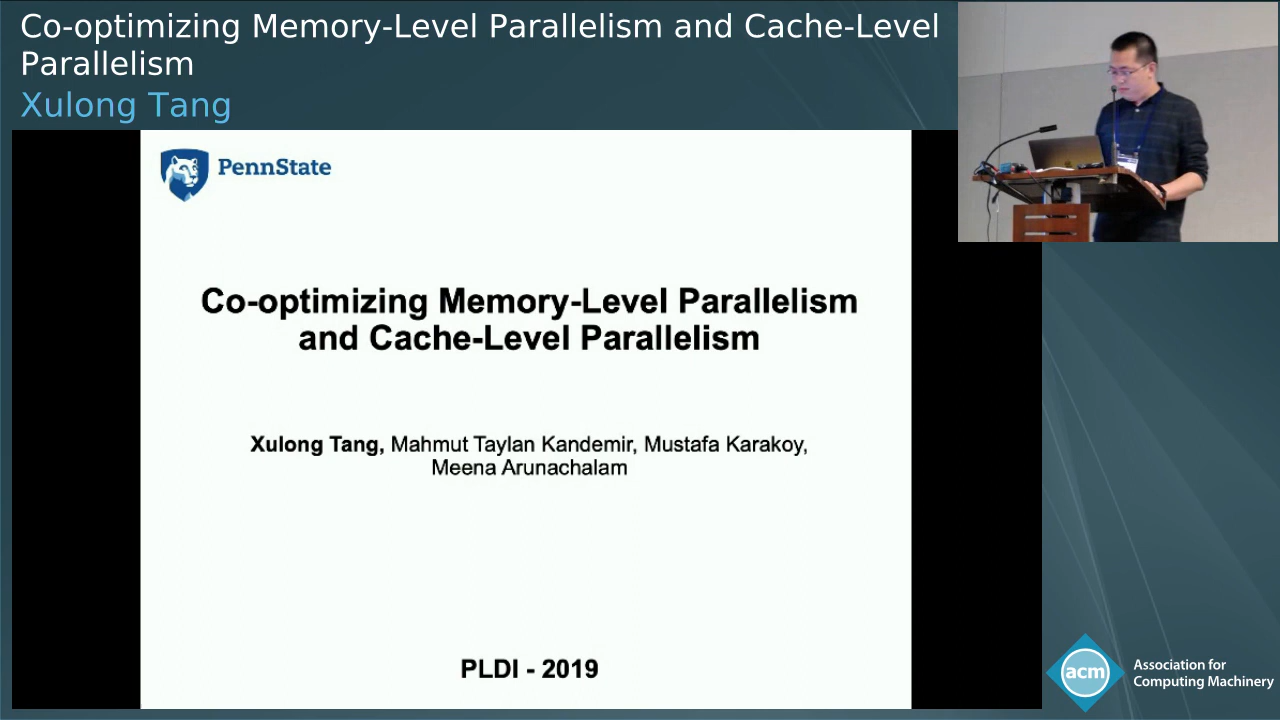 Co-optimizing Memory-Level Parallelism and Cache-Level
Parallelism
Xulong Tang
PennState
Co-optimizing Memory-Level Parallelism
and Cache-Level Parallelism
Xulong Tang, Mahmut Taylan Kandemir, Mustafa Karakoy,
Meena Arunachalam
PLDI - 2019
acm
Association for
Computing Machinery